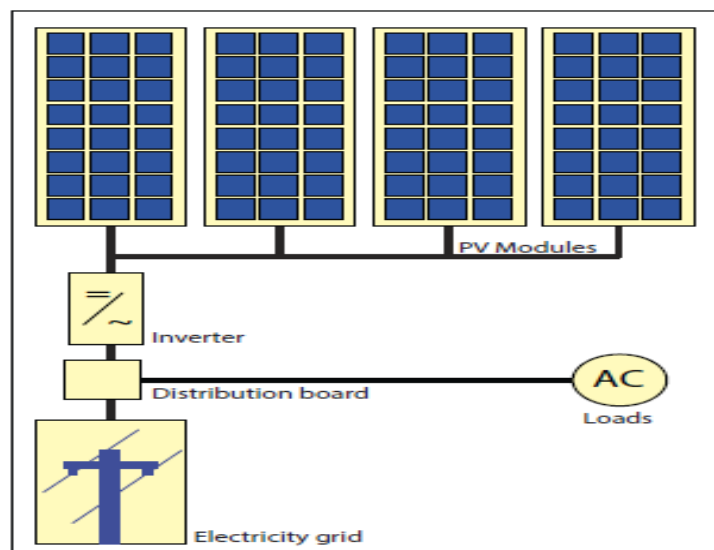 PV Modules
Inverter
Distribution board
AC
Loads
Electricity grid